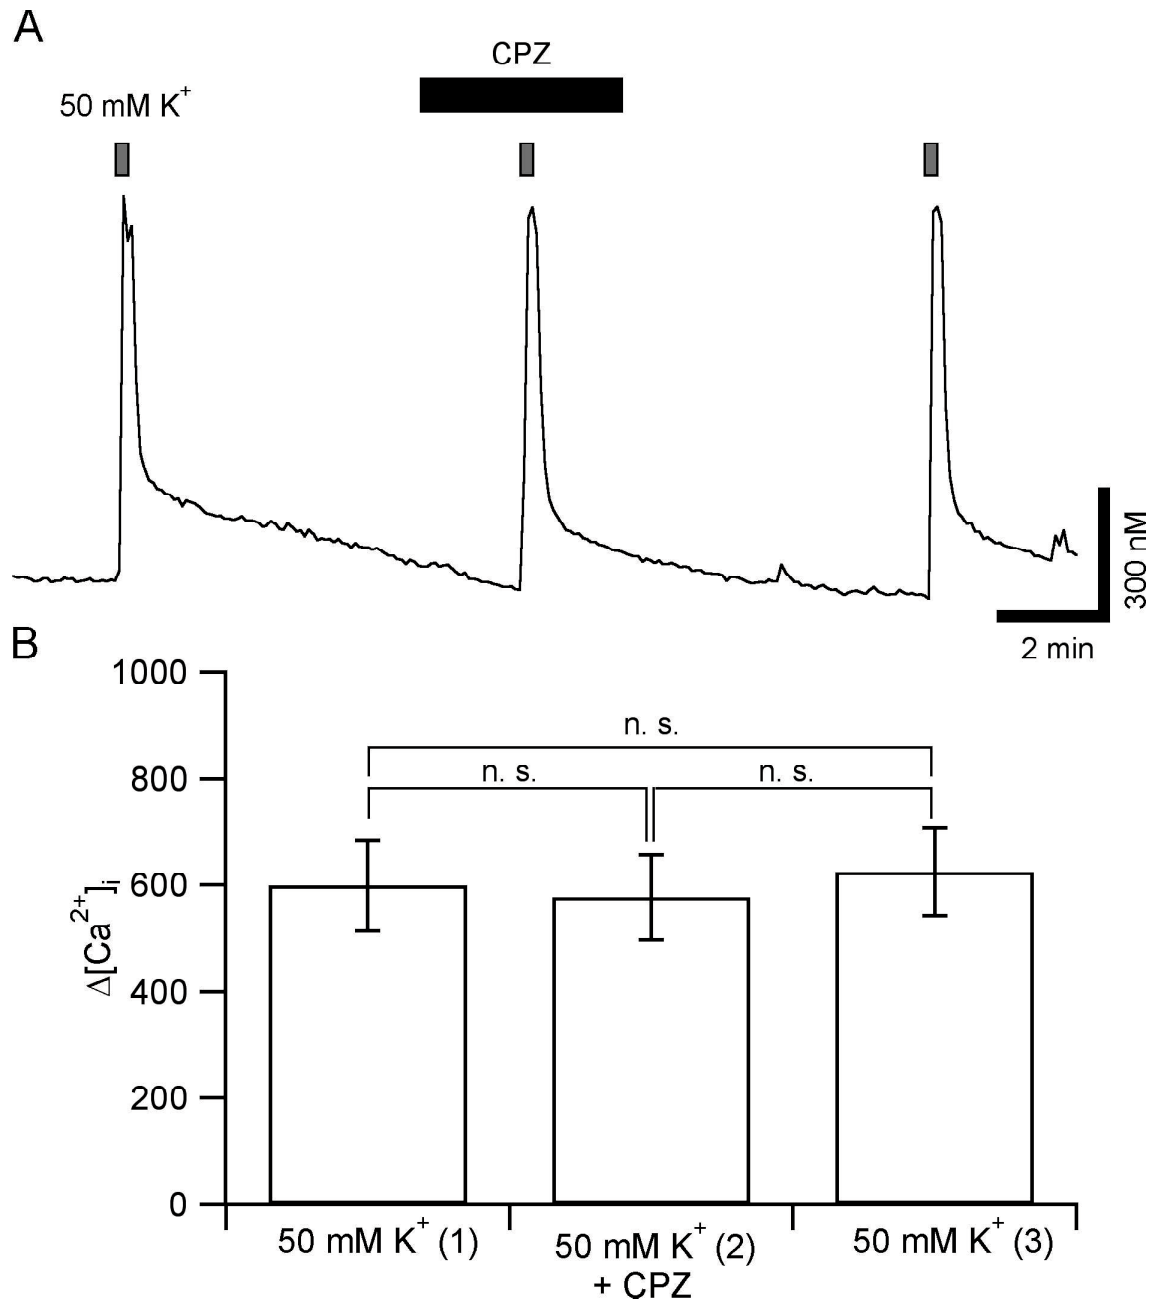 A
CPZ
50 mM K⁺
300 nM
2 min
B
1000
n. s.
800
n. s.
n. s.
600
Δ[Ca²⁺]ᵢ
400
200
0
50 mM K⁺ (1)
50 mM K⁺ (2)
+ CPZ
50 mM K⁺ (3)